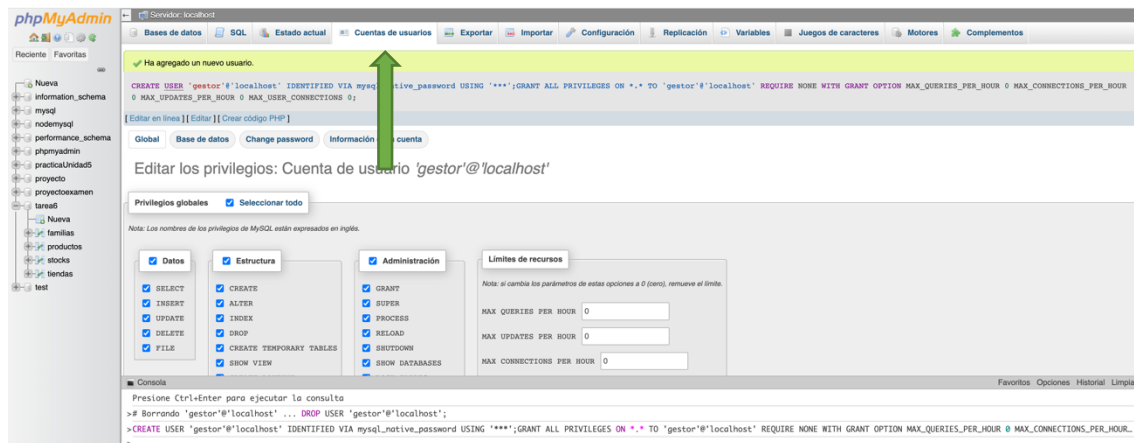 phpMyAdmin
Servidor: localhost
Bases de datos SQL Estado actual Cuentas de usuarios Exportar Importar Configuración Replicación Variables Juegos de caracteres Motores Complementos
Reciente Favoritas
Nueva
information_schema
mysql
nodemysql
performance_schema
phpmyadmin
practicaUnidad5
proyecto
proyectoexamen
tarea6
Nueva
familias
productos
stocks
tiendas
test
Ha agregado un nuevo usuario.
CREATE USER 'gestor'@'localhost' IDENTIFIED VIA mysql_native_password USING '***';GRANT ALL PRIVILEGES ON *.* TO 'gestor'@'localhost' REQUIRE NONE WITH GRANT OPTION MAX_QUERIES_PER_HOUR 0 MAX_CONNECTIONS_PER_HOUR
0 MAX_UPDATES_PER_HOUR 0 MAX_USER_CONNECTIONS 0;
[ Editar en línea ] [ Editar ] [ Crear código PHP ]
Global Base de datos Change password Información cuenta
Editar los privilegios: Cuenta de usuario 'gestor'@'localhost'
Privilegios globales Seleccionar todo
Nota: Los nombres de los privilegios de MySQL están expresados en inglés.
Datos
SELECT
INSERT
UPDATE
DELETE
FILE
Estructura
CREATE
ALTER
INDEX
DROP
CREATE TEMPORARY TABLES
SHOW VIEW
Administración
GRANT
SUPER
PROCESS
RELOAD
SHUTDOWN
SHOW DATABASES
Límites de recursos
Nota: si cambia los parámetros de estas opciones a 0 (cero), remueve el límite.
MAX QUERIES PER HOUR 0
MAX UPDATES PER HOUR 0
MAX CONNECTIONS PER HOUR 0
Consola Favoritos Opciones Historial Limpia
Presione Ctrl+Enter para ejecutar la consulta
># Borrando 'gestor'@'localhost' ... DROP USER 'gestor'@'localhost';
>CREATE USER 'gestor'@'localhost' IDENTIFIED VIA mysql_native_password USING '***';GRANT ALL PRIVILEGES ON *.* TO 'gestor'@'localhost' REQUIRE NONE WITH GRANT OPTION MAX_QUERIES_PER_HOUR 0 MAX_CONNECTIONS_PER_HOUR…